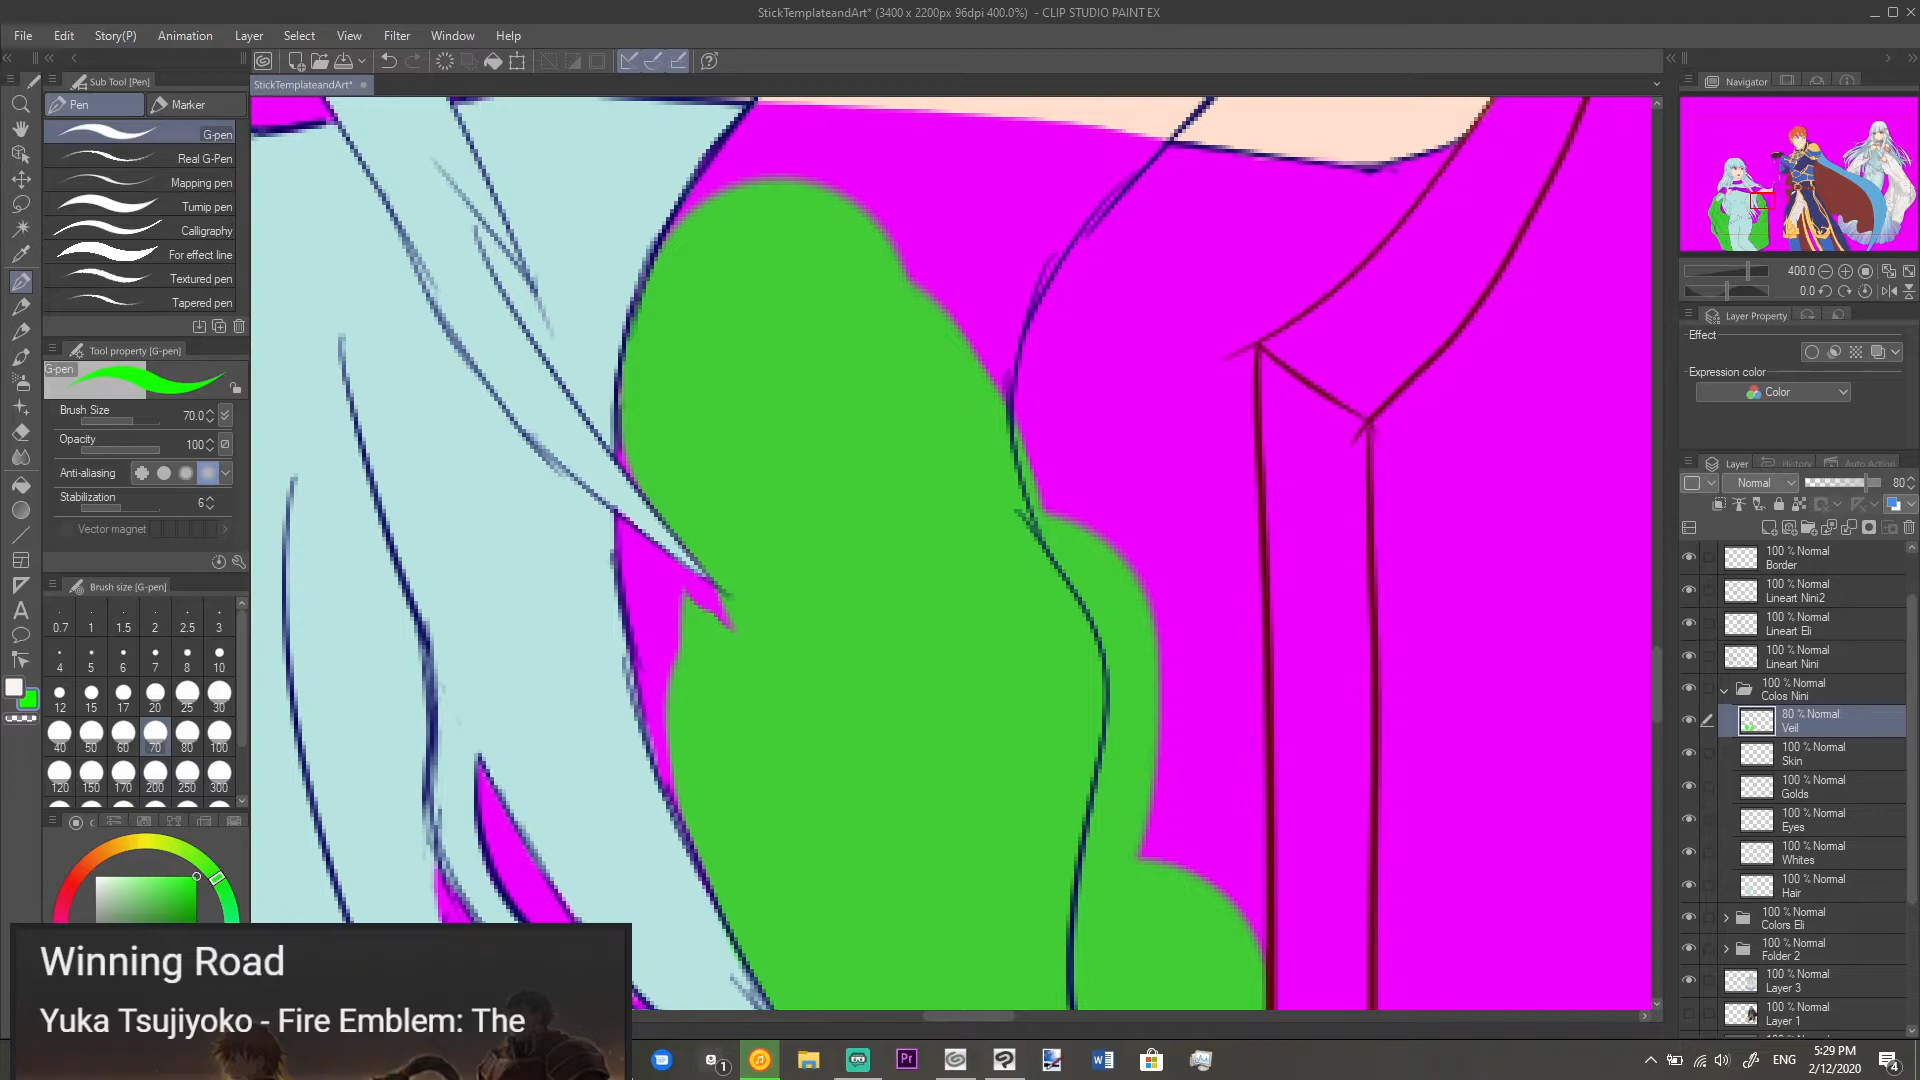 StickTemplateandArt* (3400 x 2200px 96dpi 400.0%) - CLIP STUDIO PAINT EX
File Edit Story(P) Animation Layer Select View Filter Window Help
Sub Tool [Pen]
StickTemplateandArt*
Navigator
Pen Marker
G-pen
Real G-Pen
Mapping pen
Turnip pen
Calligraphy
For effect line
Textured pen
Tapered pen
Tool property [G-pen]
G-pen
Brush Size 70.0
Opacity 100
Anti-aliasing
Stabilization 6
Vector magnet
Brush size [G-pen]
0.7 1 1.5 2 2.5 3
4 5 6 7 8 10
12 15 17 20 25 30
40 50 60 70 80 100
120 150 170 200 250 300
400.0
0.0
Layer Property
Effect
Expression color
Color
Layer History Auto Action
Normal 80
100 % Normal
Border
100 % Normal
Lineart Nini2
100 % Normal
Lineart Eli
100 % Normal
Lineart Nini
100 % Normal
Colos Nini
80 % Normal
Veil
100 % Normal
Skin
100 % Normal
Golds
100 % Normal
Eyes
100 % Normal
Whites
100 % Normal
Hair
100 % Normal
Colors Eli
100 % Normal
Folder 2
100 % Normal
Layer 3
100 % Normal
Layer 1
Winning Road
Yuka Tsujiyoko - Fire Emblem: The
1
Pr
ENG
5:29 PM
2/12/2020
4